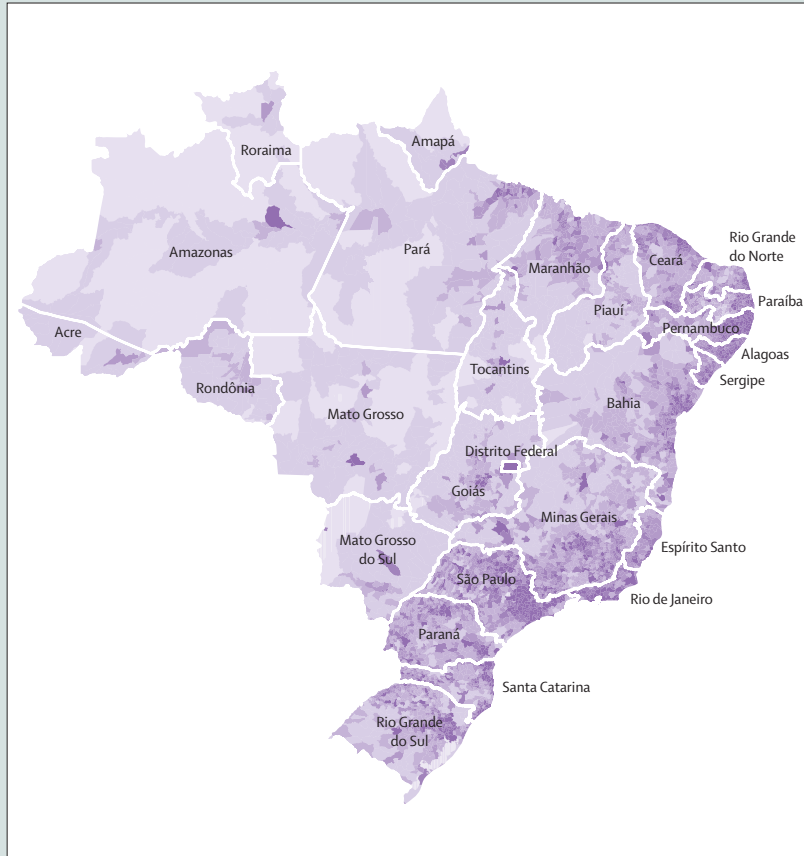 Amapá
Roraima
Rio Grande
do Norte
Amazonas
Pará
Maranhão
Ceará
Paraíba
Piauí
Acre
Pernambuco
Alagoas
Tocantins
Sergipe
Rondônia
Mato Grosso
Bahia
Distrito Federal
Goiás
Minas Gerais
Mato Grosso
do Sul
Espírito Santo
São Paulo
Rio de Janeiro
Paraná
Santa Catarina
Rio Grande
do Sul